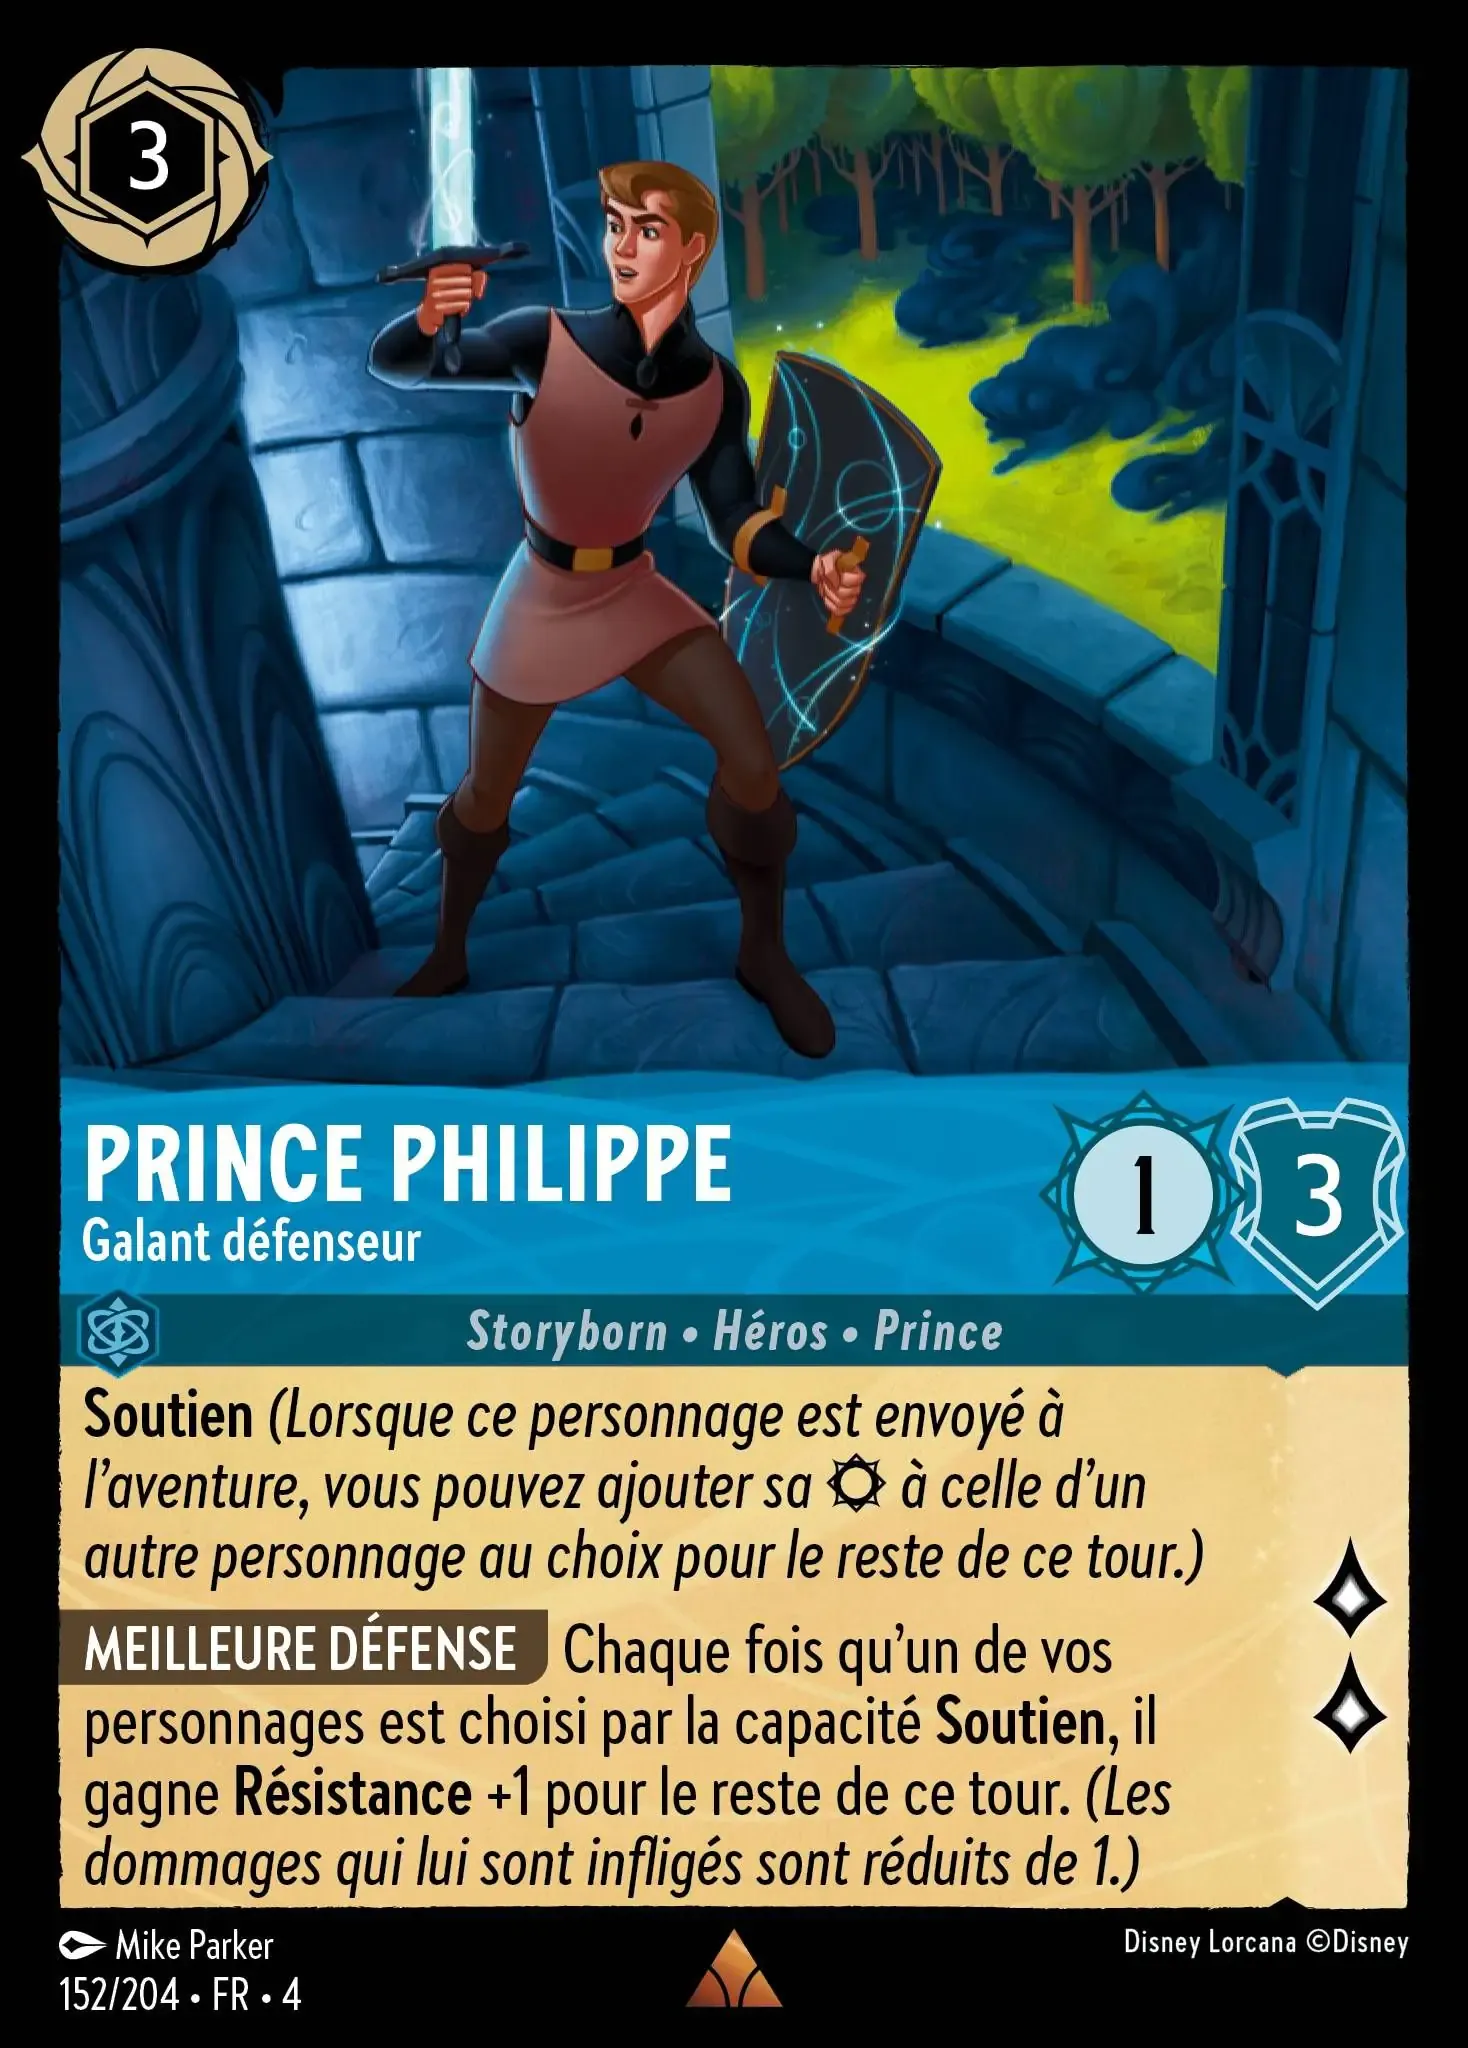 3
PRINCE PHILIPPE
Galant défenseur
1
3
Storyborn • Héros • Prince
Soutien (Lorsque ce personnage est envoyé à
l'aventure, vous pouvez ajouter sa à celle d'un
autre personnage au choix pour le reste de ce tour.)
MEILLEURE DÉFENSE Chaque fois qu'un de vos
personnages est choisi par la capacité Soutien, il
gagne Résistance +1 pour le reste de ce tour. (Les
dommages qui lui sont infligés sont réduits de 1.)
Mike Parker
Disney Lorcana ©Disney
152/204 • FR • 4